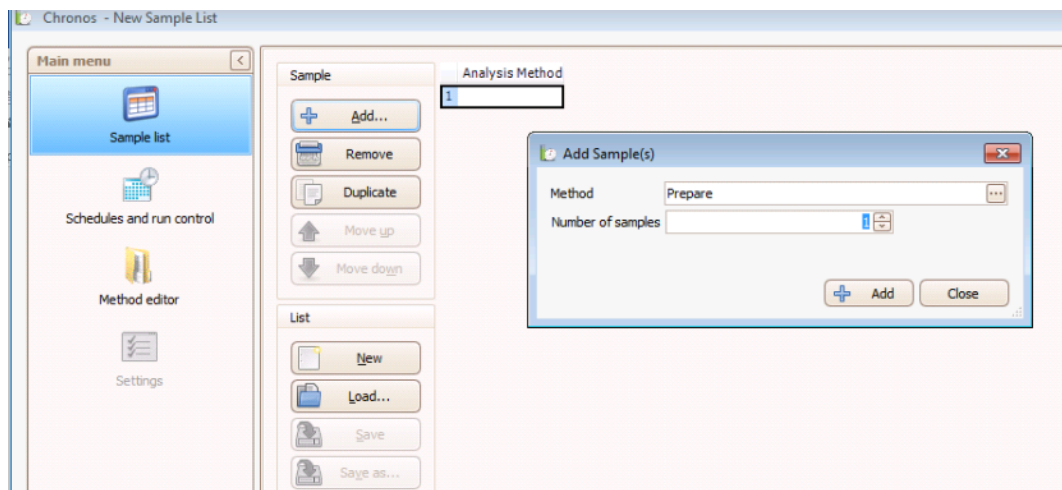 Chronos - New Sample List
Main menu
Sample list
Schedules and run control
Method editor
Settings
Sample
Add...
Remove
Duplicate
Move up
Move down
List
New
Load...
Save
Save as...
Analysis Method
1
Add Sample(s)
Method Prepare ...
Number of samples 1
Add Close